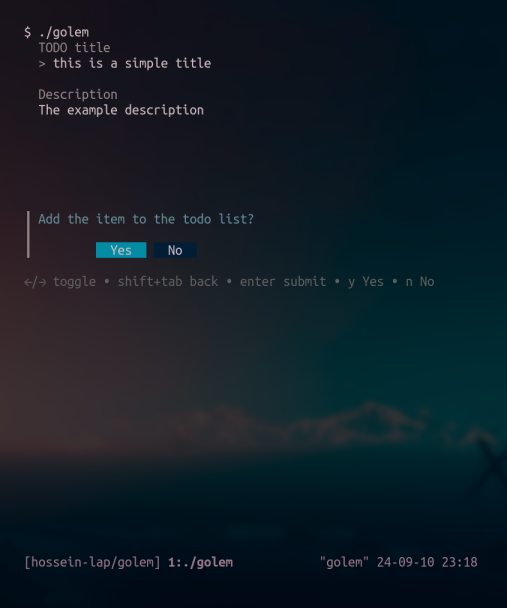 $ ./golem
TODO title
> this is a simple title
Description
The example description
Add the item to the todo list?
Yes No
←/→ toggle • shift+tab back • enter submit • y Yes • n No
[hossein-lap/golem] 1:./golem "golem" 24-09-10 23:18